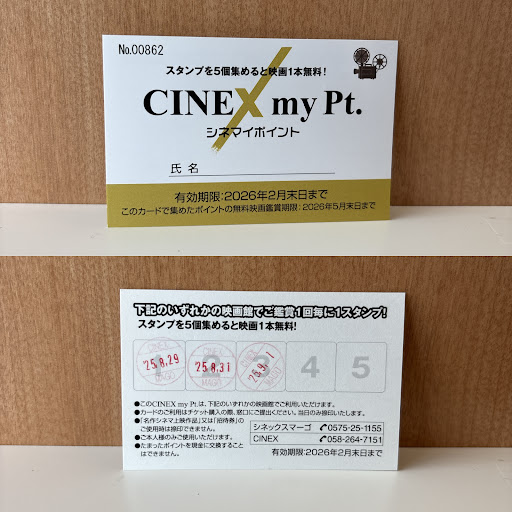 No.00862
スタンプを5個集めると映画1本無料!
CINEX my Pt.
シネマイポイント
氏名
有効期限:2026年2月末日まで
このカードで集めたポイントの無料映画鑑賞期限:2026年5月末日まで
下記のいずれかの映画館でご鑑賞1回毎に1スタンプ!
スタンプを5個集めると映画1本無料!
1 2 3 4 5
'25.8.29
'25.8.31
'25.9.1
●このCINEX my Pt.は、下記のいずれかの映画館でご利用いただけます。
●カードのご利用はチケット購入の際、窓口にご提出ください。当日のみ捺印いたします。
●「名作シネマ上映作品」又は「招待券」のご使用時は捺印できません。
●ご本人様のみご使用いただけます。
●たまったポイントを現金に交換することはできません。
シネックスマーゴ 0575-25-1155
CINEX 058-264-7151
有効期限:2026年2月末日まで